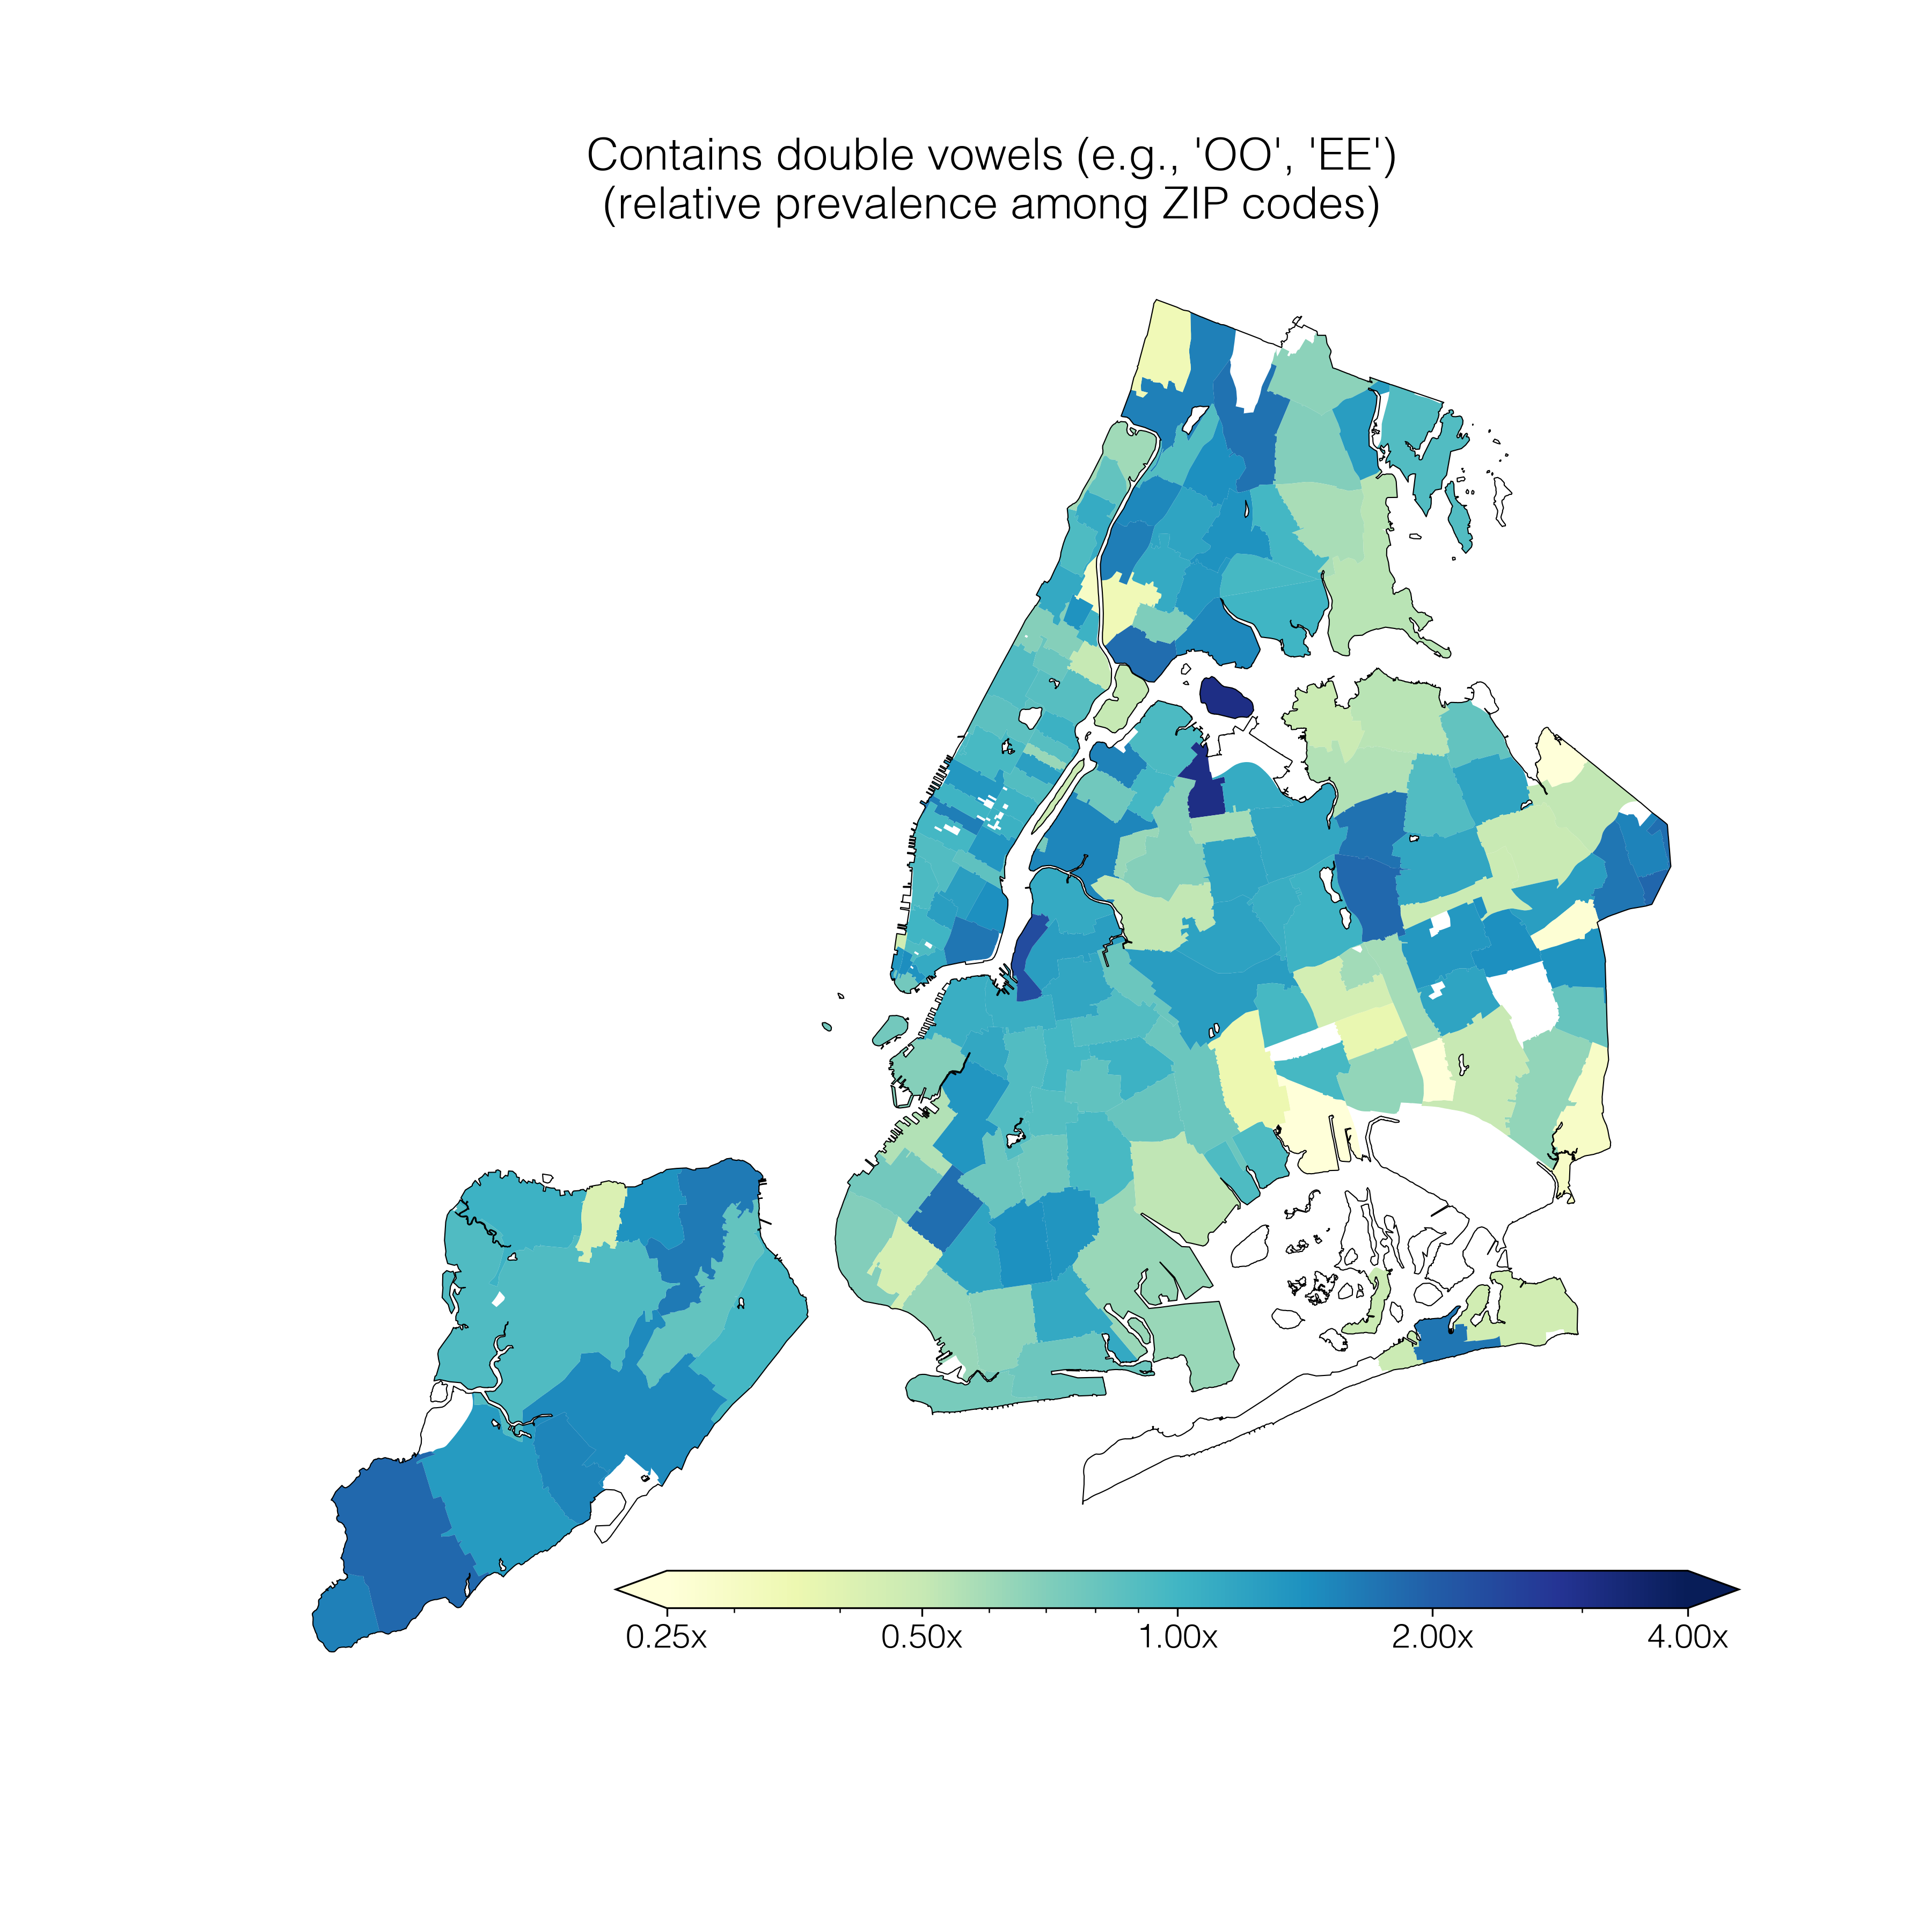 Contains double vowels (e.g., 'OO', 'EE')
(relative prevalence among ZIP codes)
0.25x 0.50x 1.00x 2.00x 4.00x